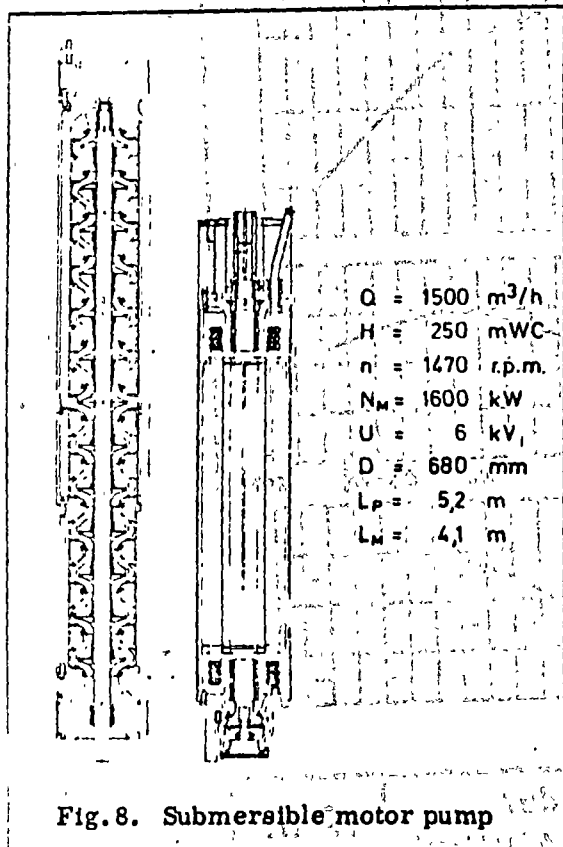 Q = 1500 m³/h
H = 250 mWC
n = 1470 r.p.m.
N_M = 1600 kW
U = 6 kV
D = 680 mm
L_P = 5,2 m
L_M = 4,1 m
Fig. 8. Submersible motor pump